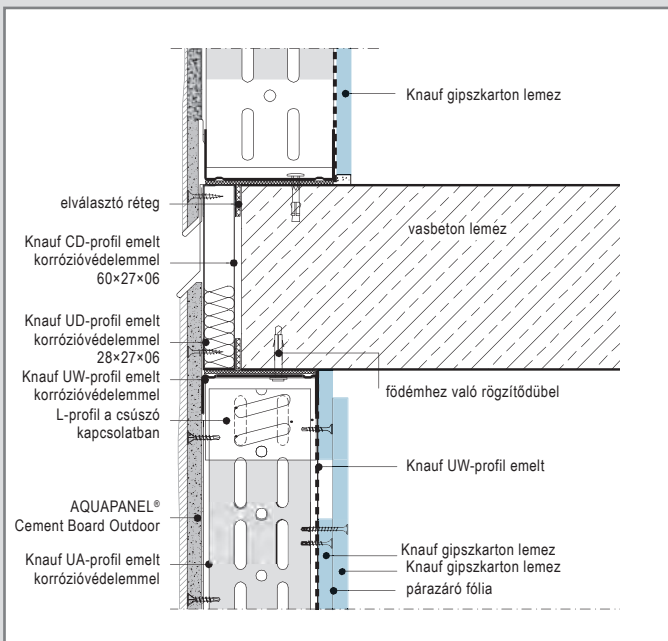 Knauf gipszkarton lemez
elválasztó réteg
vasbeton lemez
Knauf CD-profil emelt
korrózióvédelemmel
60×27×06
Knauf UD-profil emelt
korrózióvédelemmel
28×27×06
Knauf UW-profil emelt
korrózióvédelemmel
L-profil a csúszó
kapcsolatban
födémhez való rögzítődübel
Knauf UW-profil emelt
AQUAPANEL®
Cement Board Outdoor
Knauf UA-profil emelt
korrózióvédelemmel
Knauf gipszkarton lemez
Knauf gipszkarton lemez
párazáró fólia